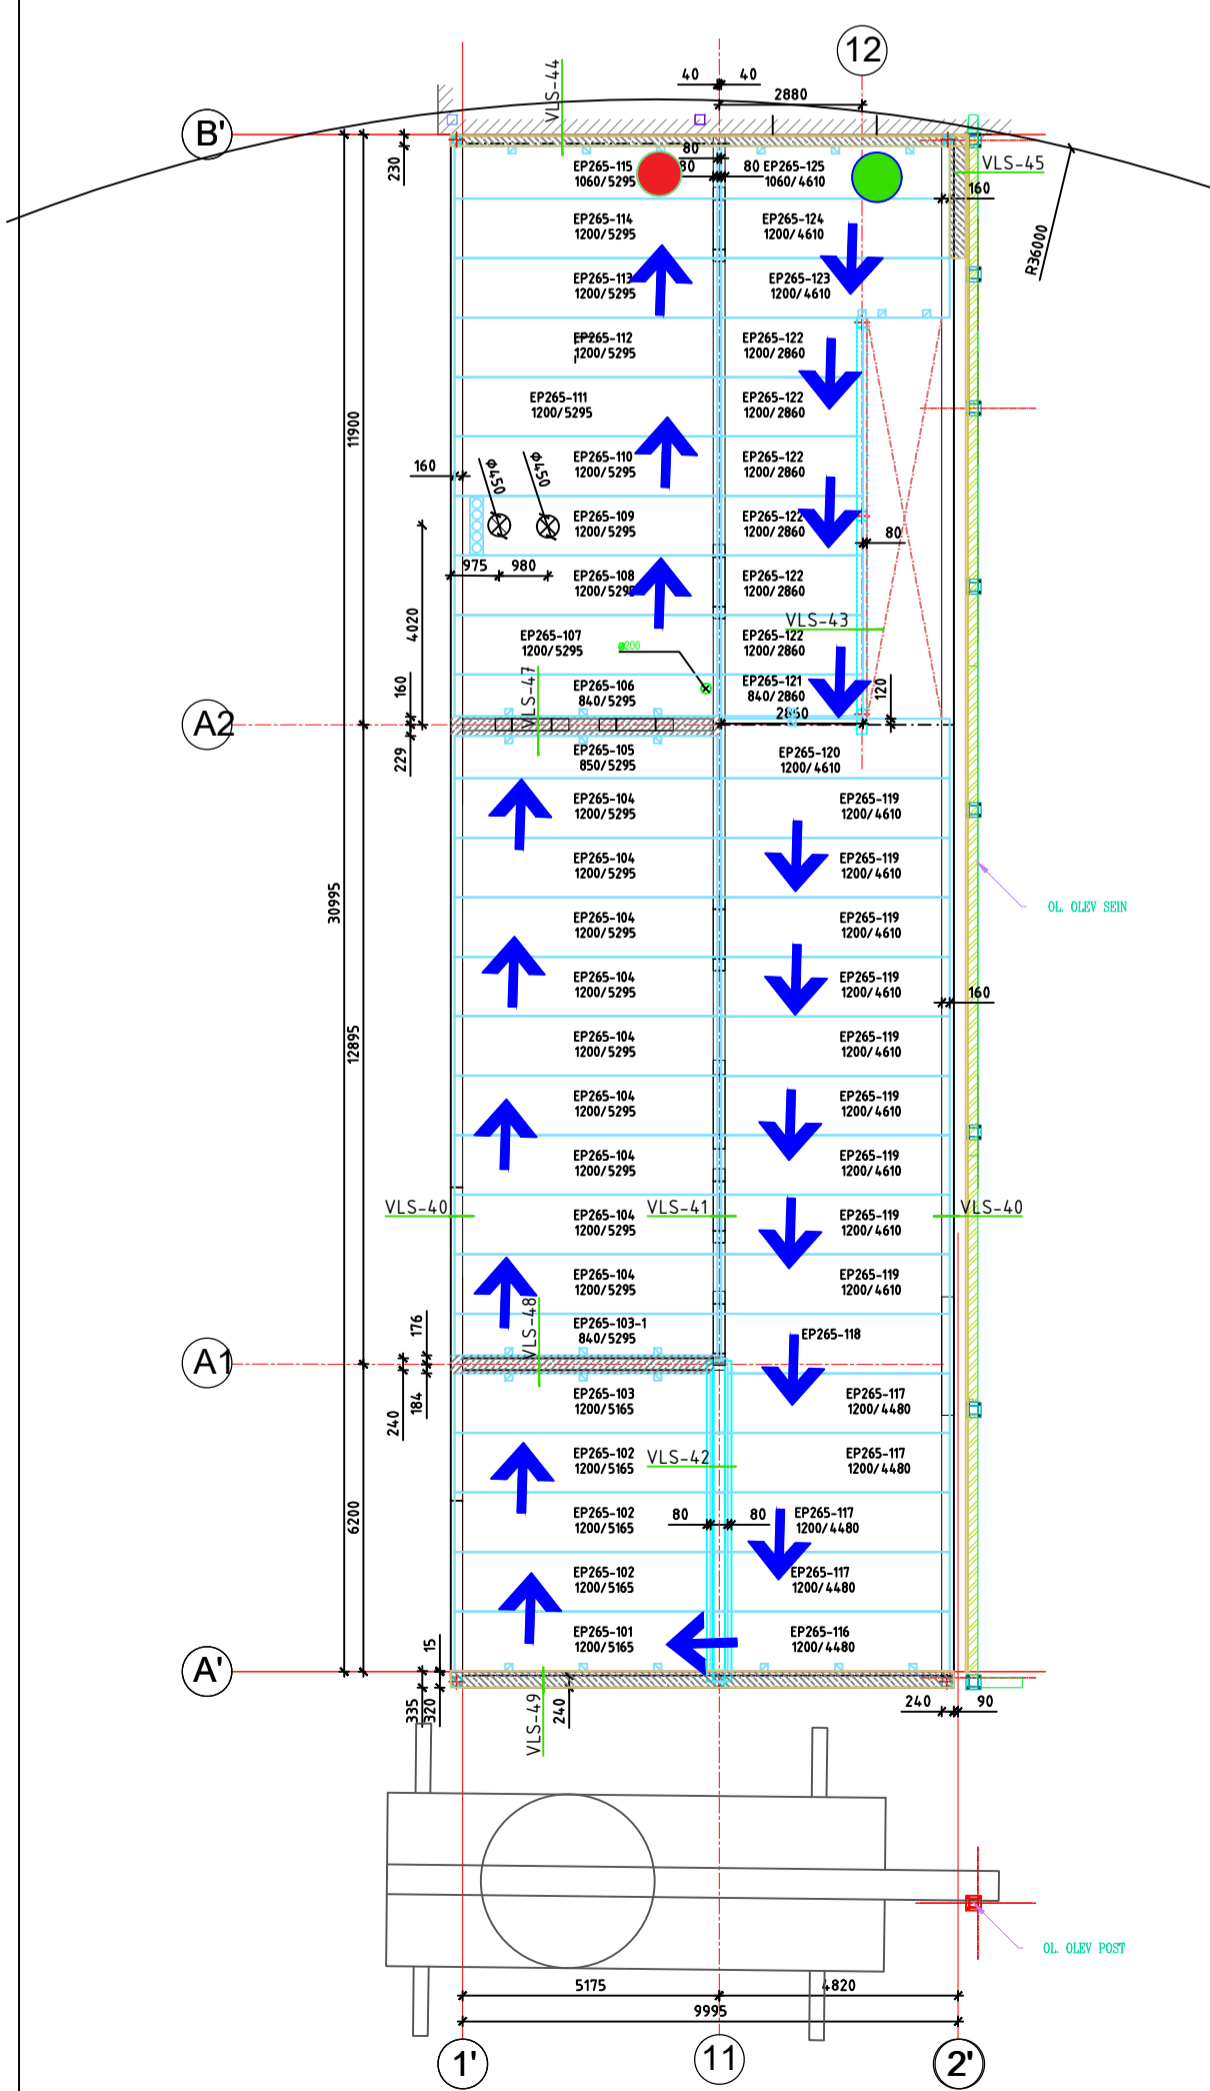 12
40 40
2880
VLS-44
B'
230
80
80 80
EP265-115
1060/5295
EP265-125
1060/4610
VLS-45
160
R36000
EP265-114
1200/5295
EP265-124
1200/4610
EP265-113
1200/5295
EP265-123
1200/4610
EP265-112
1200/5295
EP265-122
1200/2860
EP265-111
1200/5295
EP265-122
1200/2860
11900
160
Φ450
Φ450
EP265-110
1200/5295
EP265-122
1200/2860
EP265-109
1200/5295
EP265-122
1200/2860
80
975 980
EP265-108
1200/5295
EP265-122
1200/2860
4020
VLS-43
EP265-107
1200/5295
ø200
EP265-122
1200/2860
160
VLS-47
EP265-106
840/5295
EP265-121
840/2860
120
2860
A2
229
EP265-105
850/5295
EP265-120
1200/4610
EP265-104
1200/5295
EP265-119
1200/4610
EP265-104
1200/5295
EP265-119
1200/4610
30995
OL. OLEV SEIN
EP265-104
1200/5295
EP265-119
1200/4610
EP265-104
1200/5295
EP265-119
1200/4610
160
12895
EP265-104
1200/5295
EP265-119
1200/4610
EP265-104
1200/5295
EP265-119
1200/4610
EP265-104
1200/5295
EP265-119
1200/4610
VLS-40
VLS-41
VLS-40
EP265-104
1200/5295
EP265-119
1200/4610
EP265-104
1200/5295
EP265-119
1200/4610
176
VLS-48
EP265-103-1
840/5295
EP265-118
A1
240
184
EP265-103
1200/5165
EP265-117
1200/4480
EP265-102
1200/5165
VLS-42
EP265-117
1200/4480
6200
EP265-102
1200/5165
80 80
EP265-117
1200/4480
EP265-102
1200/5165
EP265-117
1200/4480
15
EP265-101
1200/5165
EP265-116
1200/4480
A'
335
320
VLS-49
240
240 90
OL. OLEV POST
5175 4820
9995
1'
11
2'